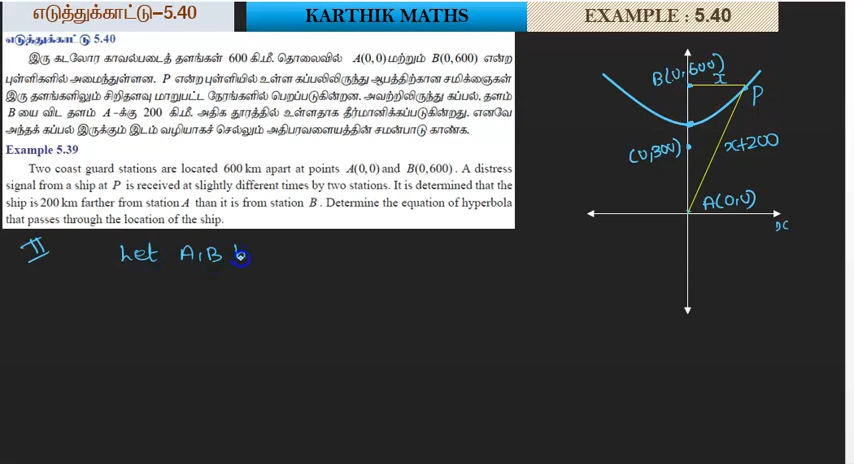 எடுத்துக்காட்டு-5.40
KARTHIK MATHS
EXAMPLE : 5.40
எடுத்துக்காட்டு 5.40
இரு கடலோர காவல்படைத் தளங்கள் 600 கி.மீ. தொலைவில் A(0, 0) மற்றும் B(0, 600) என்ற
புள்ளிகளில் அமைந்துள்ளன. P என்ற புள்ளியில் உள்ள கப்பலிலிருந்து ஆபத்திற்கான சமிக்ஞைகள்
இரு தளங்களிலும் சிறிதளவு மாறுபட்ட நேரங்களில் பெறப்படுகின்றன. அவற்றிலிருந்து கப்பல், தளம்
B யை விட தளம் A-க்கு 200 கி.மீ. அதிக தூரத்தில் உள்ளதாக தீர்மானிக்கப்படுகின்றது. எனவே
அந்தக் கப்பல் இருக்கும் இடம் வழியாகச் செல்லும் அதிபரவளையத்தின் சமன்பாடு காண்க.
Example 5.39
Two coast guard stations are located 600 km apart at points A(0, 0) and B(0, 600). A distress
signal from a ship at P is received at slightly different times by two stations. It is determined that the
ship is 200 km farther from station A than it is from station B. Determine the equation of hyperbola
that passes through the location of the ship.
II Let A, B b
B(0,600)
x
P
(0,300)
x+200
A(0,0)
x